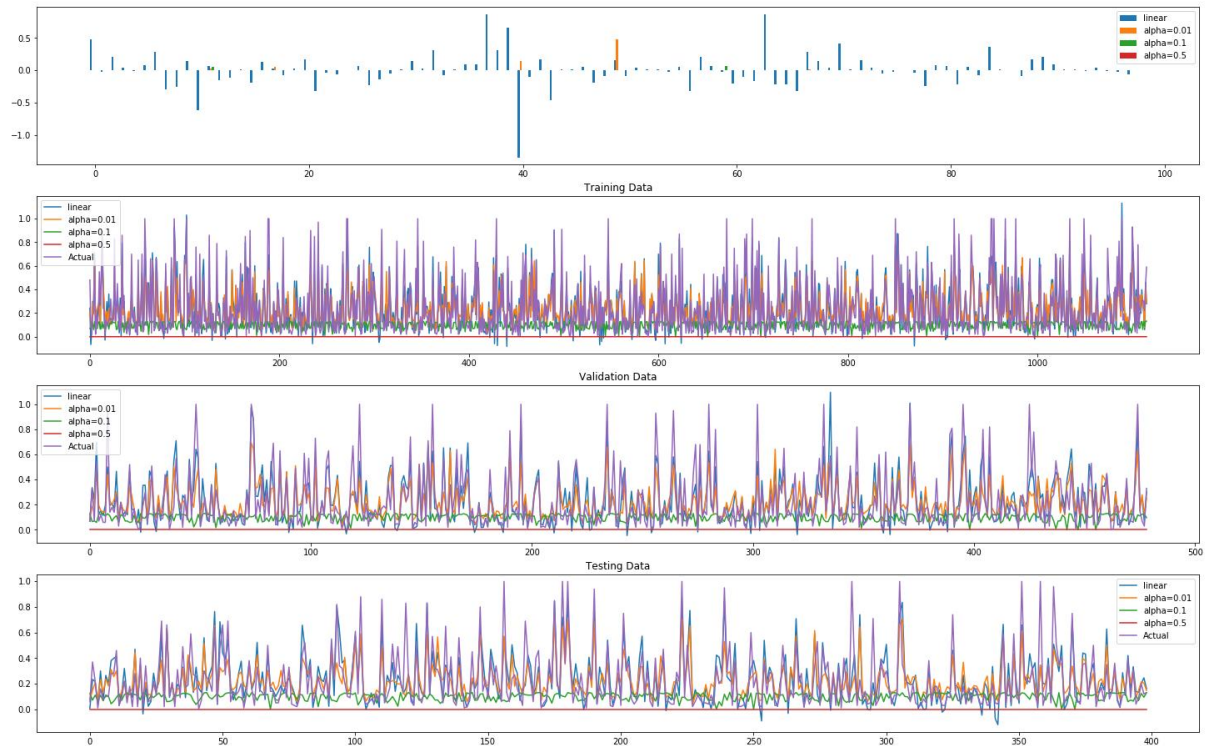 linear
alpha=0.01
alpha=0.1
alpha=0.5
0.5
0.0
−0.5
−1.0
0 20 40 60 80 100
Training Data
linear
alpha=0.01
alpha=0.1
alpha=0.5
Actual
1.0
0.8
0.6
0.4
0.2
0.0
0 200 400 600 800 1000
Validation Data
linear
alpha=0.01
alpha=0.1
alpha=0.5
Actual
1.0
0.8
0.6
0.4
0.2
0.0
0 100 200 300 400 500
Testing Data
linear
alpha=0.01
alpha=0.1
alpha=0.5
Actual
1.0
0.8
0.6
0.4
0.2
0.0
0 50 100 150 200 250 300 350 400